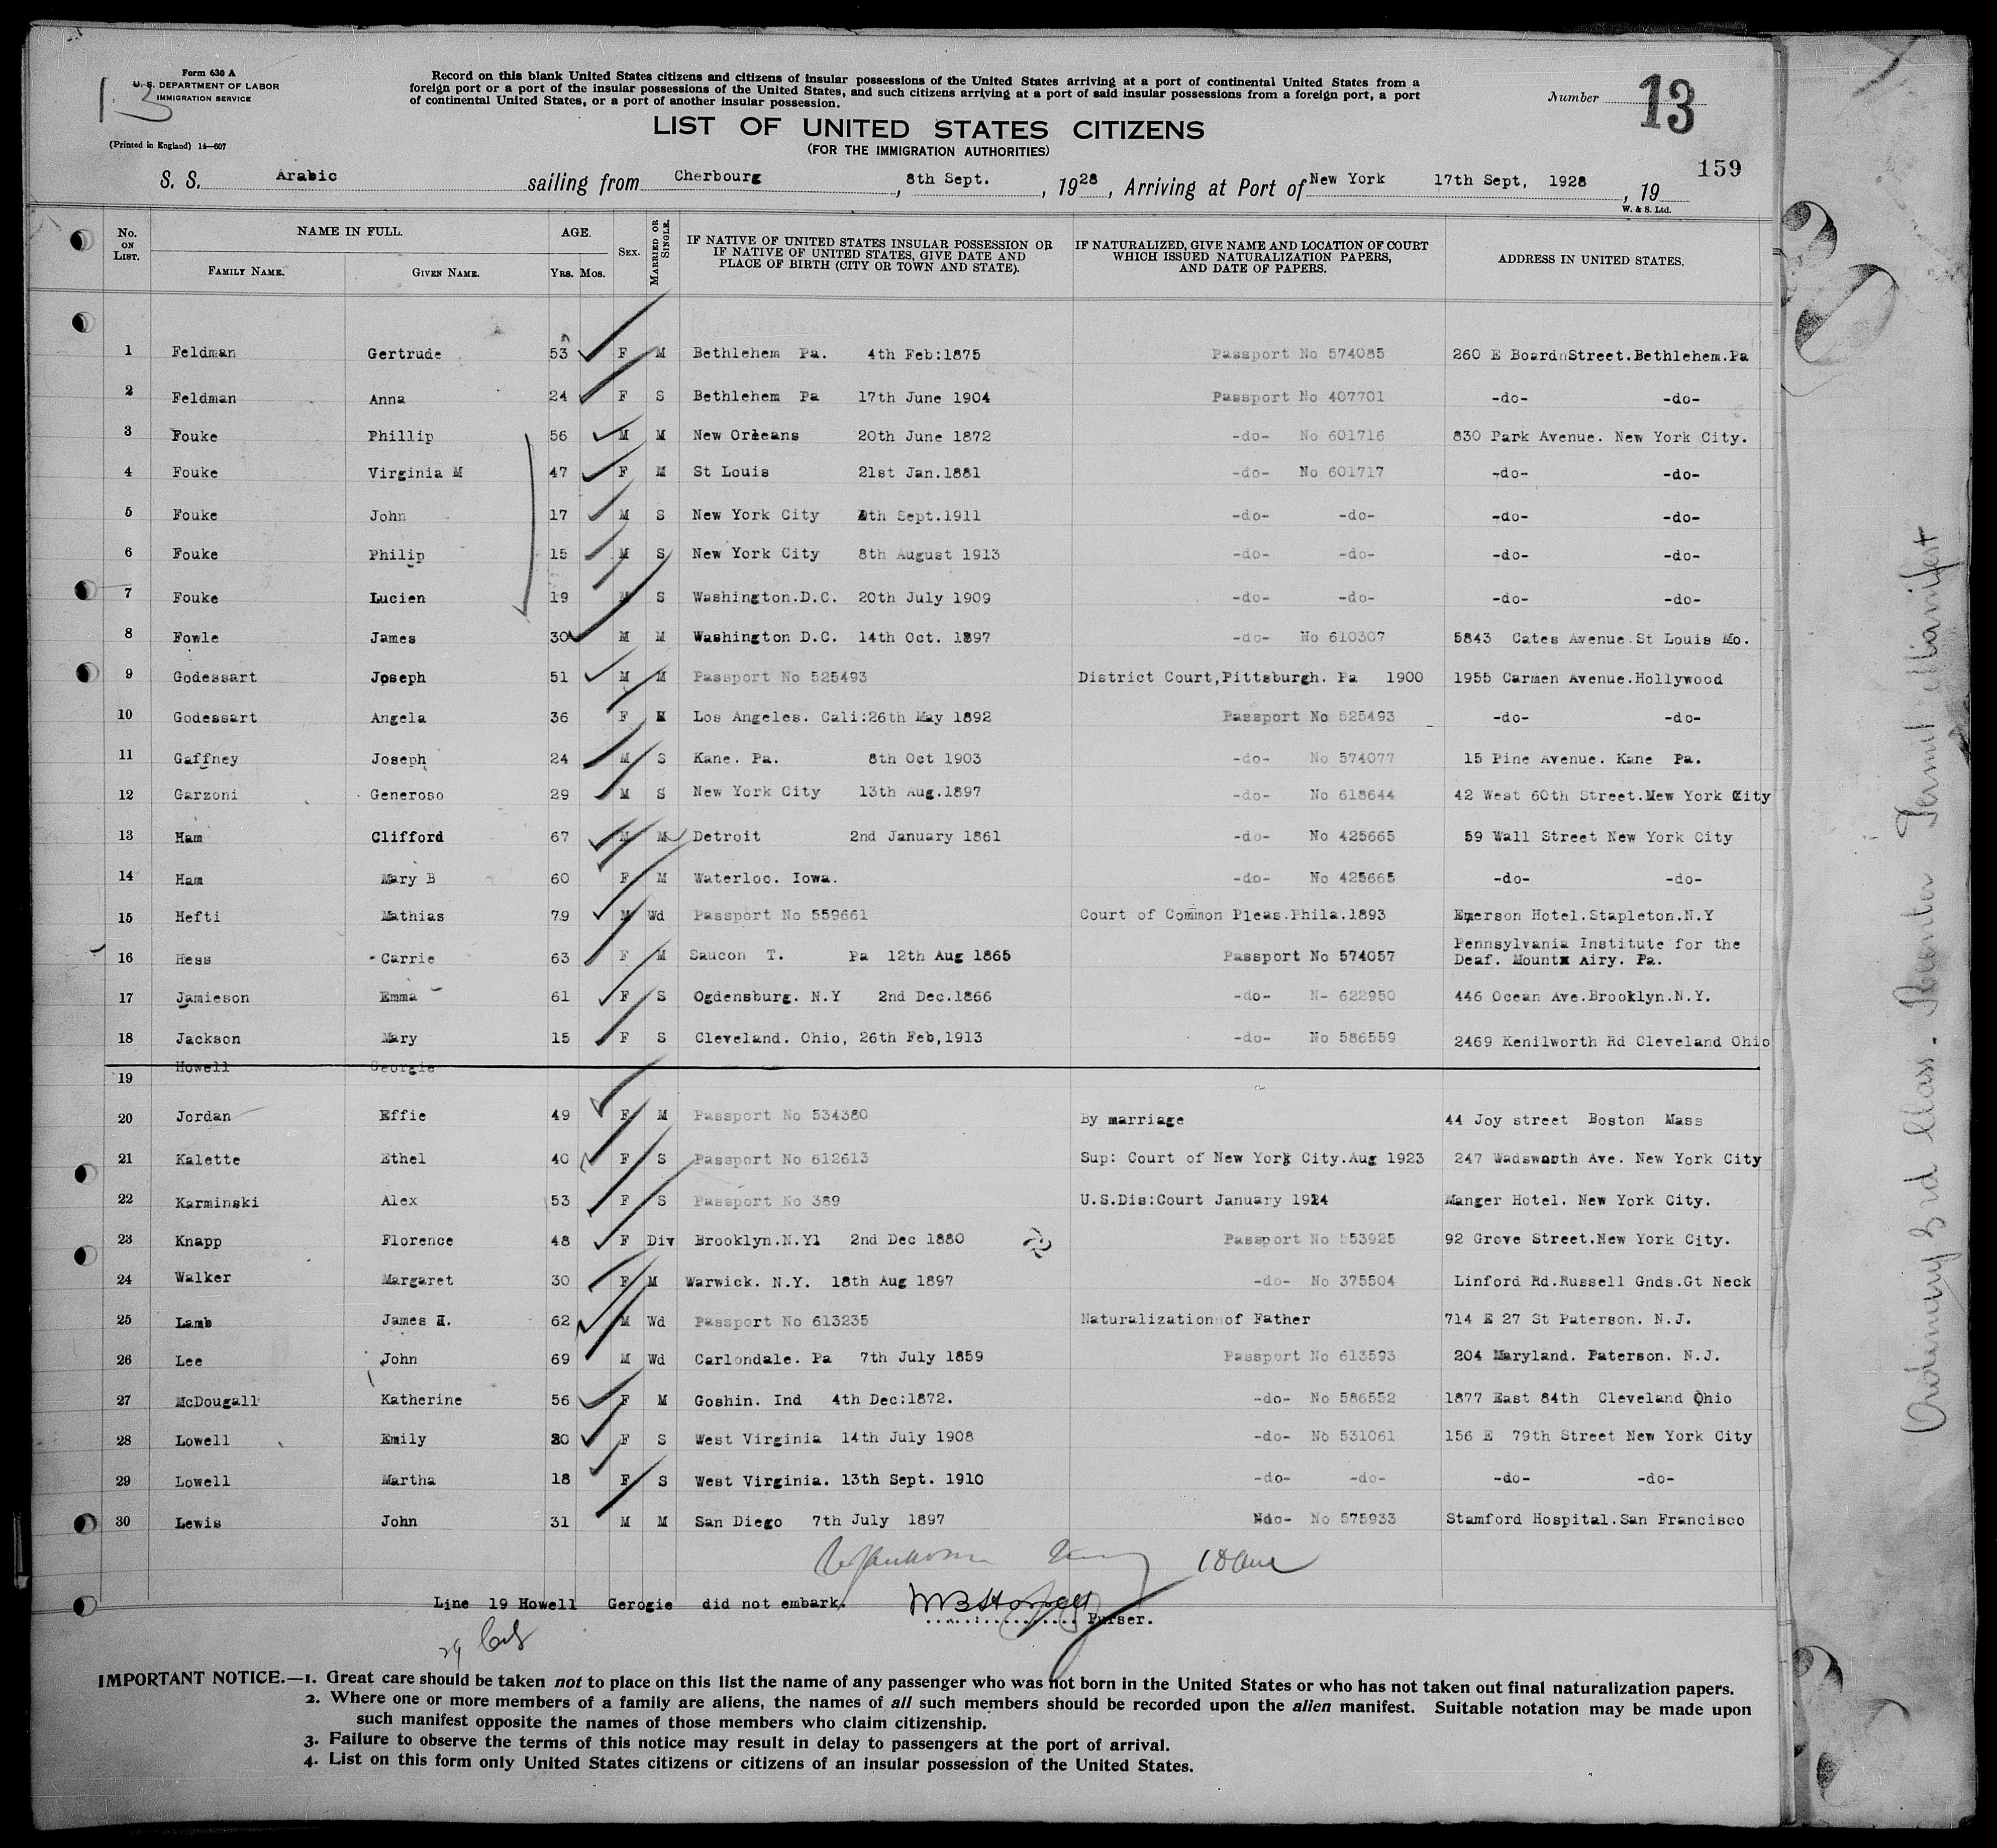 Form 630 A
U. S. DEPARTMENT OF LABOR
IMMIGRATION SERVICE
13
(Printed in England) 14—607
Record on this blank United States citizens and citizens of insular possessions of the United States arriving at a port of continental United States from a
foreign port or a port of the insular possessions of the United States, and such citizens arriving at a port of said insular possessions from a foreign port, a port
of continental United States, or a port of another insular possession.
Number 13
LIST OF UNITED STATES CITIZENS
(FOR THE IMMIGRATION AUTHORITIES)
159
S. S. Arabic sailing from Cherbourg, 8th Sept., 1928, Arriving at Port of New York 17th Sept, 1928, 19
W. & S. Ltd.
No. ON LIST. NAME IN FULL. FAMILY NAME. GIVEN NAME. AGE. YRS. MOS. SEX. MARRIED OR SINGLE. IF NATIVE OF UNITED STATES INSULAR POSSESSION OR IF NATIVE OF UNITED STATES, GIVE DATE AND PLACE OF BIRTH (CITY OR TOWN AND STATE). IF NATURALIZED, GIVE NAME AND LOCATION OF COURT WHICH ISSUED NATURALIZATION PAPERS, AND DATE OF PAPERS. ADDRESS IN UNITED STATES.
1 Feldman Gertrude 53 F M Bethlehem Pa. 4th Feb:1875 Passport No 574085 260 E BoardnStreet.Bethlehem.Pa
2 Feldman Anna 24 F S Bethlehem Pa 17th June 1904 Passport No 407701 -do- -do-
3 Fouke Phillip 56 M M New Orleans 20th June 1872 -do- No 601716 830 Park Avenue. New York City.
4 Fouke Virginia M 47 F M St Louis 21st Jan.1881 -do- No 601717 -do- -do-
5 Fouke John 17 M S New York City th Sept.1911 -do- -do- -do- -do-
6 Fouke Philip 15 M S New York City 8th August 1913 -do- -do- -do- -do-
7 Fouke Lucien 19 M S Washington.D.C. 20th July 1909 -do- -do- -do- -do-
8 Fowle James 30 M M Washington D.C. 14th Oct. 1897 -do- No 610307 5843 Cates Avenue.St Louis Mo.
9 Godessart Joseph 51 M M Passport No 525493 District Court,Pittsburgh. Pa 1900 1955 Carmen Avenue.Hollywood
10 Godessart Angela 36 F M Los Angeles. Cali:26th May 1892 Passport No 525493 -do- -do-
11 Gaffney Joseph 24 M S Kane. Pa. 8th Oct 1903 -do- No 574077 15 Pine Avenue. Kane Pa.
12 Garzoni Generoso 29 M S New York City 13th Aug.1897 -do- No 618644 42 West 60th Street.New York City
13 Ham Clifford 67 M M Detroit 2nd January 1861 -do- No 425665 59 Wall Street New York City
14 Ham Mary B 60 F M Waterloo. Iowa. -do- No 425665 -do- -do-
15 Hefti Mathias 79 M Wd Passport No 559661 Court of Common Pleas.Phila.1893 Emerson Hotel.Stapleton.N.Y
16 Hess Carrie 63 F M Saucon T. Pa 12th Aug 1865 Passport No 574057 Pennsylvania Institute for the
Deaf. Mountx Airy. Pa.
17 Jamieson Emma 61 F S Ogdensburg. N.Y 2nd Dec.1866 -do- N- 622950 446 Ocean Ave.Brooklyn.N.Y.
18 Jackson Mary 15 F S Cleveland. Ohio, 26th Feb,1913 -do- No 586559 2469 Kenilworth Rd Cleveland Ohio
19 Howell Georgie
20 Jordan Effie 49 F M Passport No 534380 By marriage 44 Joy street Boston Mass
21 Kalette Ethel 40 F S Passport No 612613 Sup: Court of New York City.Aug 1923 247 Wadsworth Ave. New York City
22 Karminski Alex 53 F S Passport No 389 U.S.Dis:Court January 1924 Manger Hotel. New York City.
23 Knapp Florence 48 F Div Brooklyn.N.Yl 2nd Dec 1880 Passport No 553925 92 Grove Street.New York City.
24 Walker Margaret 30 F M Warwick. N.Y. 18th Aug 1897 -do- No 375504 Linford Rd.Russell Gnds.Gt Neck
25 Lamb James H. 62 M Wd Passport No 613235 Naturalization of Father 714 E 27 St Paterson. N.J.
26 Lee John 69 M Wd Carlondale. Pa 7th July 1859 Passport No 613593 204 Maryland. Paterson. N.J.
27 McDougall Katherine 56 F M Goshin. Ind 4th Dec:1872. -do- No 586552 1877 East 84th Cleveland Ohio
28 Lowell Emily 20 F S West Virginia 14th July 1908 -do- No 531061 156 E 79th Street New York City
29 Lowell Martha 18 F S West Virginia. 13th Sept. 1910 -do- -do- -do- -do-
30 Lewis John 31 M M San Diego 7th July 1897 Ndo- No 575933 Stamford Hospital.San Francisco
Line 19 Howell Gerogie did not embark.
Purser.
29
IMPORTANT NOTICE.—1. Great care should be taken not to place on this list the name of any passenger who was not born in the United States or who has not taken out final naturalization papers.
2. Where one or more members of a family are aliens, the names of all such members should be recorded upon the alien manifest. Suitable notation may be made upon
such manifest opposite the names of those members who claim citizenship.
3. Failure to observe the terms of this notice may result in delay to passengers at the port of arrival.
4. List on this form only United States citizens or citizens of an insular possession of the United States.
Ordinary 2nd Class - Manifest